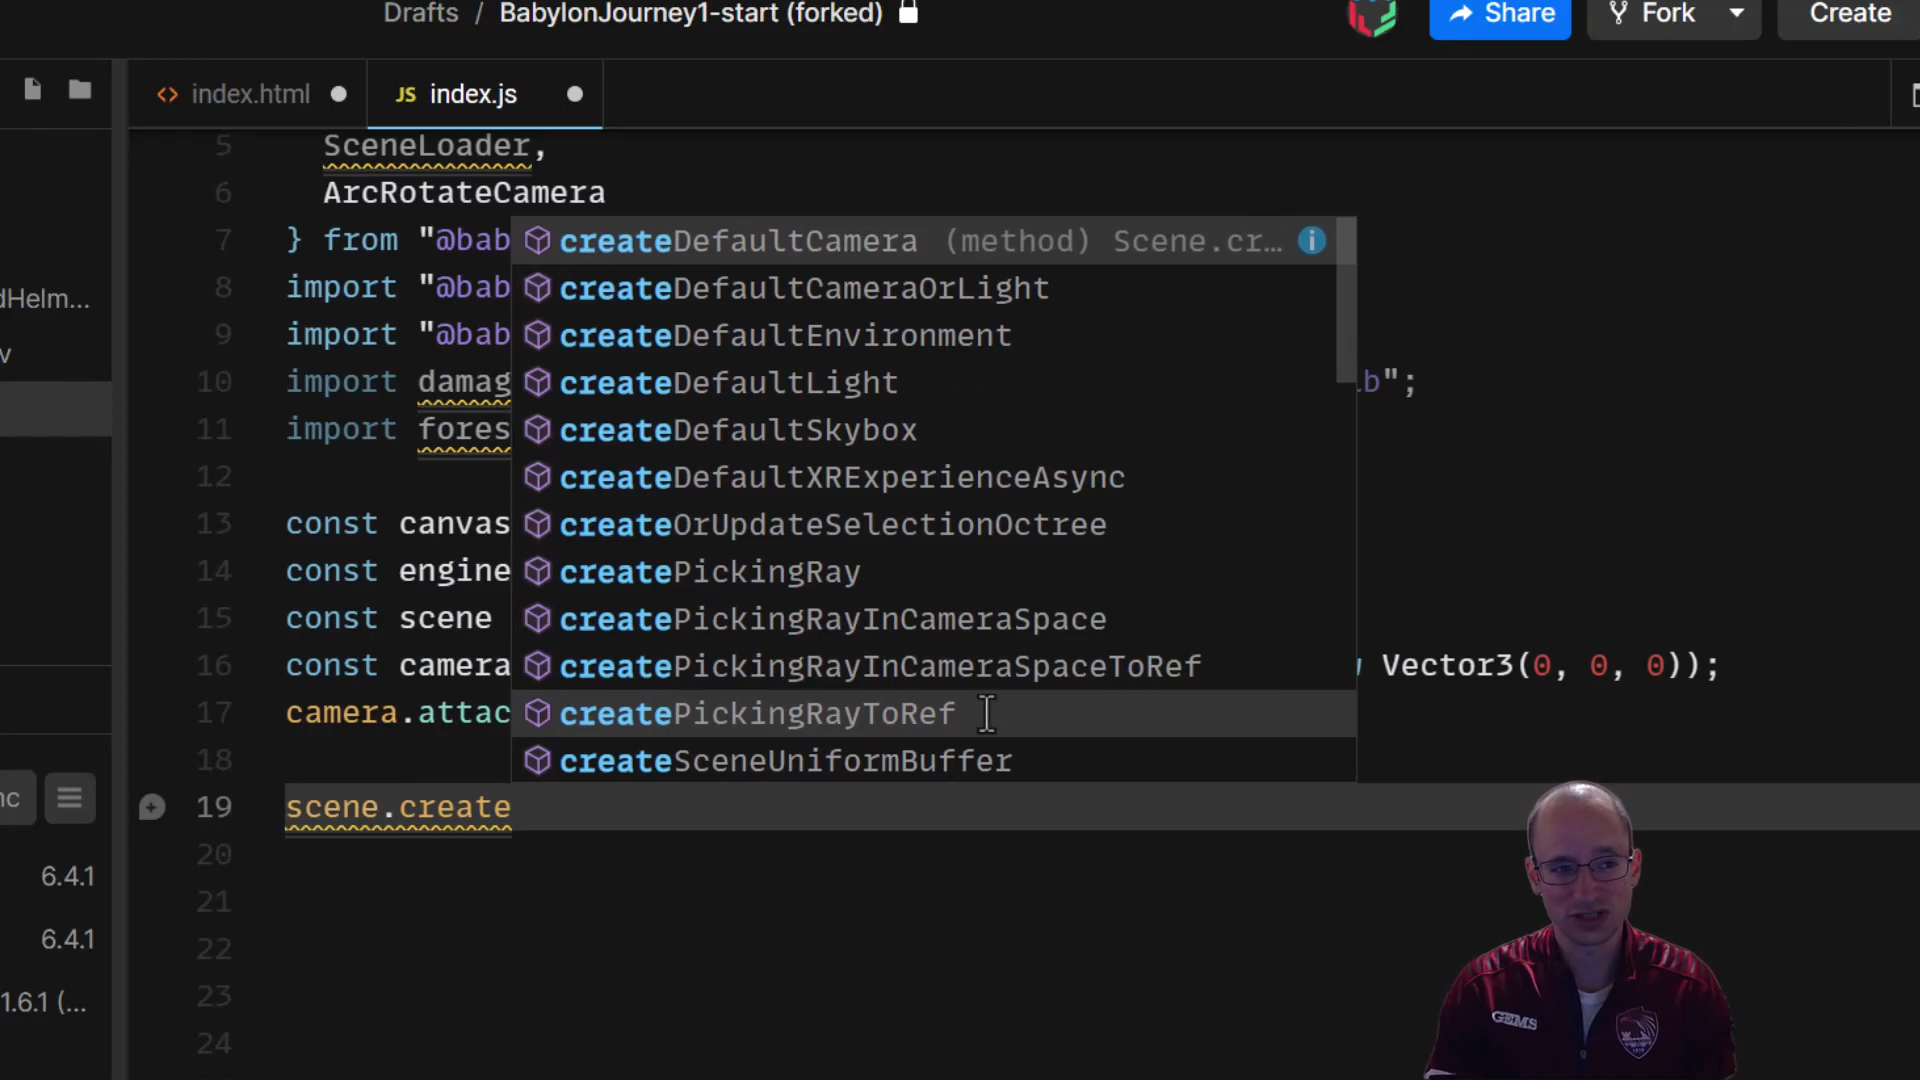 Drafts / BabylonJourney1-start (forked)
Share
Fork
Create
index.html
JS index.js
5 SceneLoader,
6 ArcRotateCamera
7 } from "@bab
8 import "@bab
9 import "@bab
10 import damag
lb";
11 import fores
12
13 const canvas
14 const engine
15 const scene
16 const camera
Vector3(0, 0, 0));
17 camera.attac
18
19 scene.create
20
21
22
23
24
createDefaultCamera (method) Scene.cr…
createDefaultCameraOrLight
createDefaultEnvironment
createDefaultLight
createDefaultSkybox
createDefaultXRExperienceAsync
createOrUpdateSelectionOctree
createPickingRay
createPickingRayInCameraSpace
createPickingRayInCameraSpaceToRef
createPickingRayToRef
createSceneUniformBuffer
dHelm...
v
nc
6.4.1
6.4.1
1.6.1 (...
GEMS